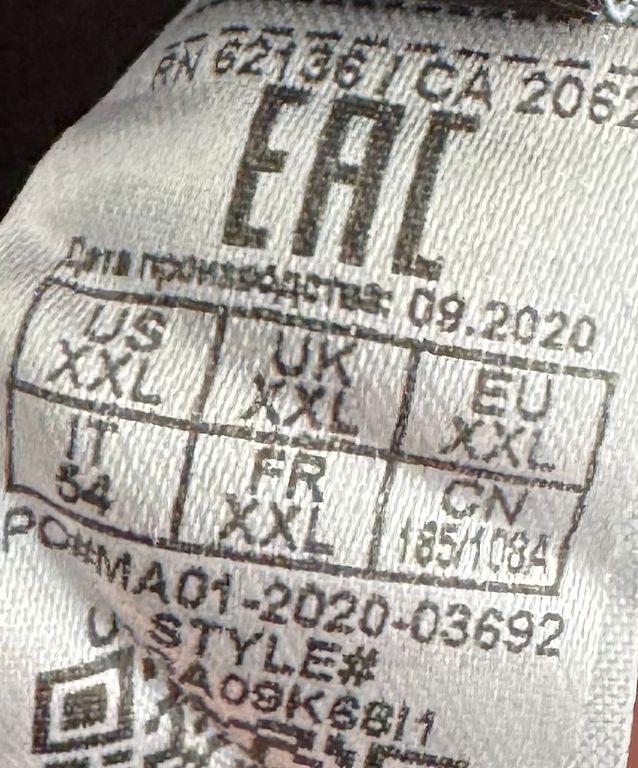 RN 62136 / CA 2062
EAC
Дата производства: 09.2020
US UK EU
XXL XXL XXL
IT FR CN
54 XXL 185/108A
PO#MA01-2020-03692
STYLE#